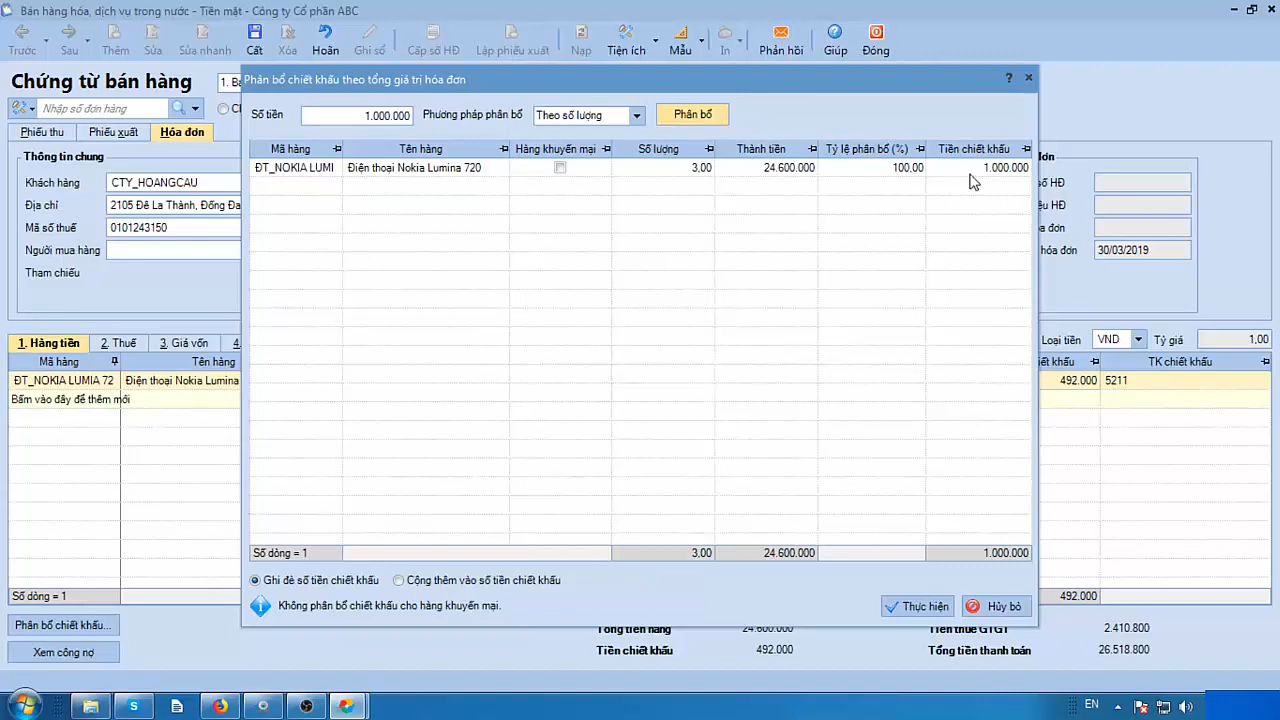 Bán hàng hóa, dịch vụ trong nước - Tiền mặt - Công ty Cổ phần ABC
Trước Sau Thêm Sửa Sửa nhanh Cất Xóa Hoãn Ghi sổ Cấp số HĐ Lập phiếu xuất Nạp Tiện ích Mẫu In Phản hồi Giúp Đóng
Chứng từ bán hàng
Nhập số đơn hàng
Phiếu thu Phiếu xuất Hóa đơn
Thông tin chung
Khách hàng CTY_HOANGCAU
Địa chỉ 2105 Đê La Thành, Đống Đa
Mã số thuế 0101243150
Người mua hàng
Tham chiếu
hóa đơn 30/03/2019
Phân bổ chiết khấu theo tổng giá trị hóa đơn
Số tiền 1.000.000 Phương pháp phân bổ Theo số lượng Phân bổ
Mã hàng Tên hàng Hàng khuyến mại Số lượng Thành tiền Tỷ lệ phân bổ (%) Tiền chiết khấu
ĐT_NOKIA LUMI Điện thoại Nokia Lumina 720 3,00 24.600.000 100,00 1.000.000
Số dòng = 1 3,00 24.600.000 1.000.000
Ghi đè số tiền chiết khấu Cộng thêm vào số tiền chiết khấu
Không phân bổ chiết khấu cho hàng khuyến mại.
Thực hiện Hủy bỏ
1. Hàng tiền 2. Thuế 3. Giá vốn 4. Loại tiền VND Tỷ giá 1,00
Mã hàng Tên hàng khấu TK chiết khấu
ĐT_NOKIA LUMIA 72 Điện thoại Nokia Lumina 492.000 5211
Bấm vào đây để thêm mới
Số dòng = 1 492.000
Phân bổ chiết khấu...
Xem công nợ
Tổng tiền hàng 24.600.000 Tiền thuế GTGT 2.410.800
Tiền chiết khấu 492.000 Tổng tiền thanh toán 26.518.800
EN